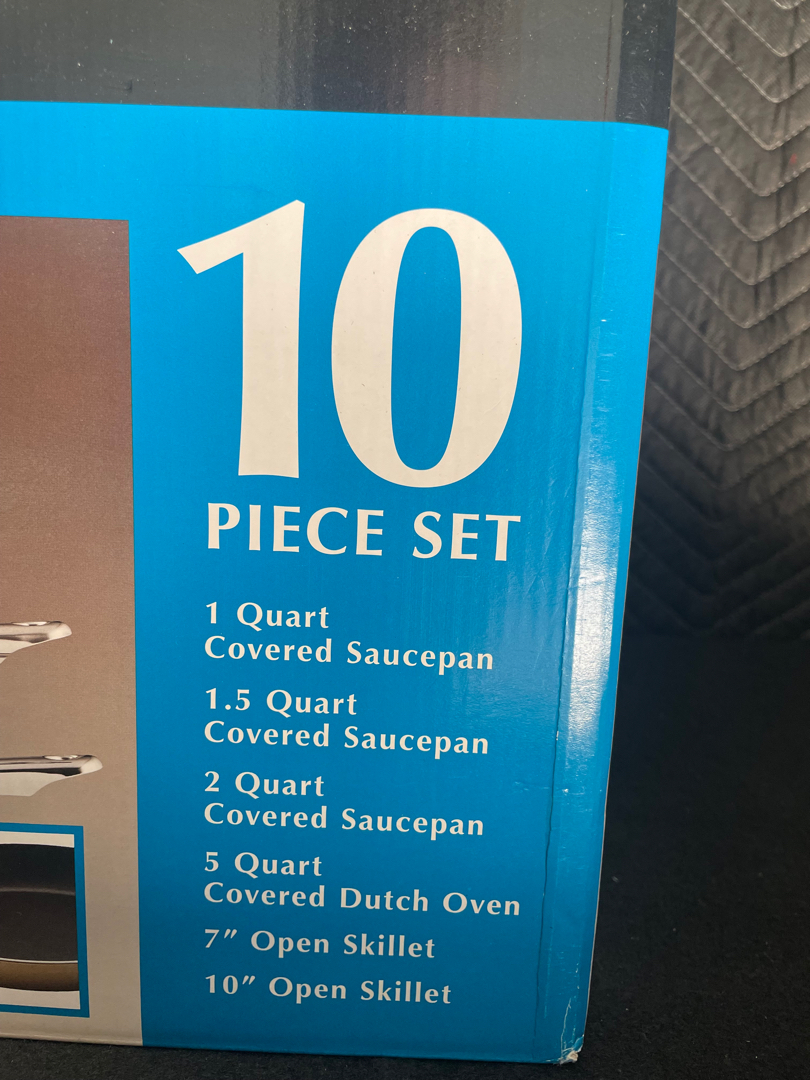 10
PIECE SET
1 Quart
Covered Saucepan
1.5 Quart
Covered Saucepan
2 Quart
Covered Saucepan
5 Quart
Covered Dutch Oven
7″ Open Skillet
10″ Open Skillet